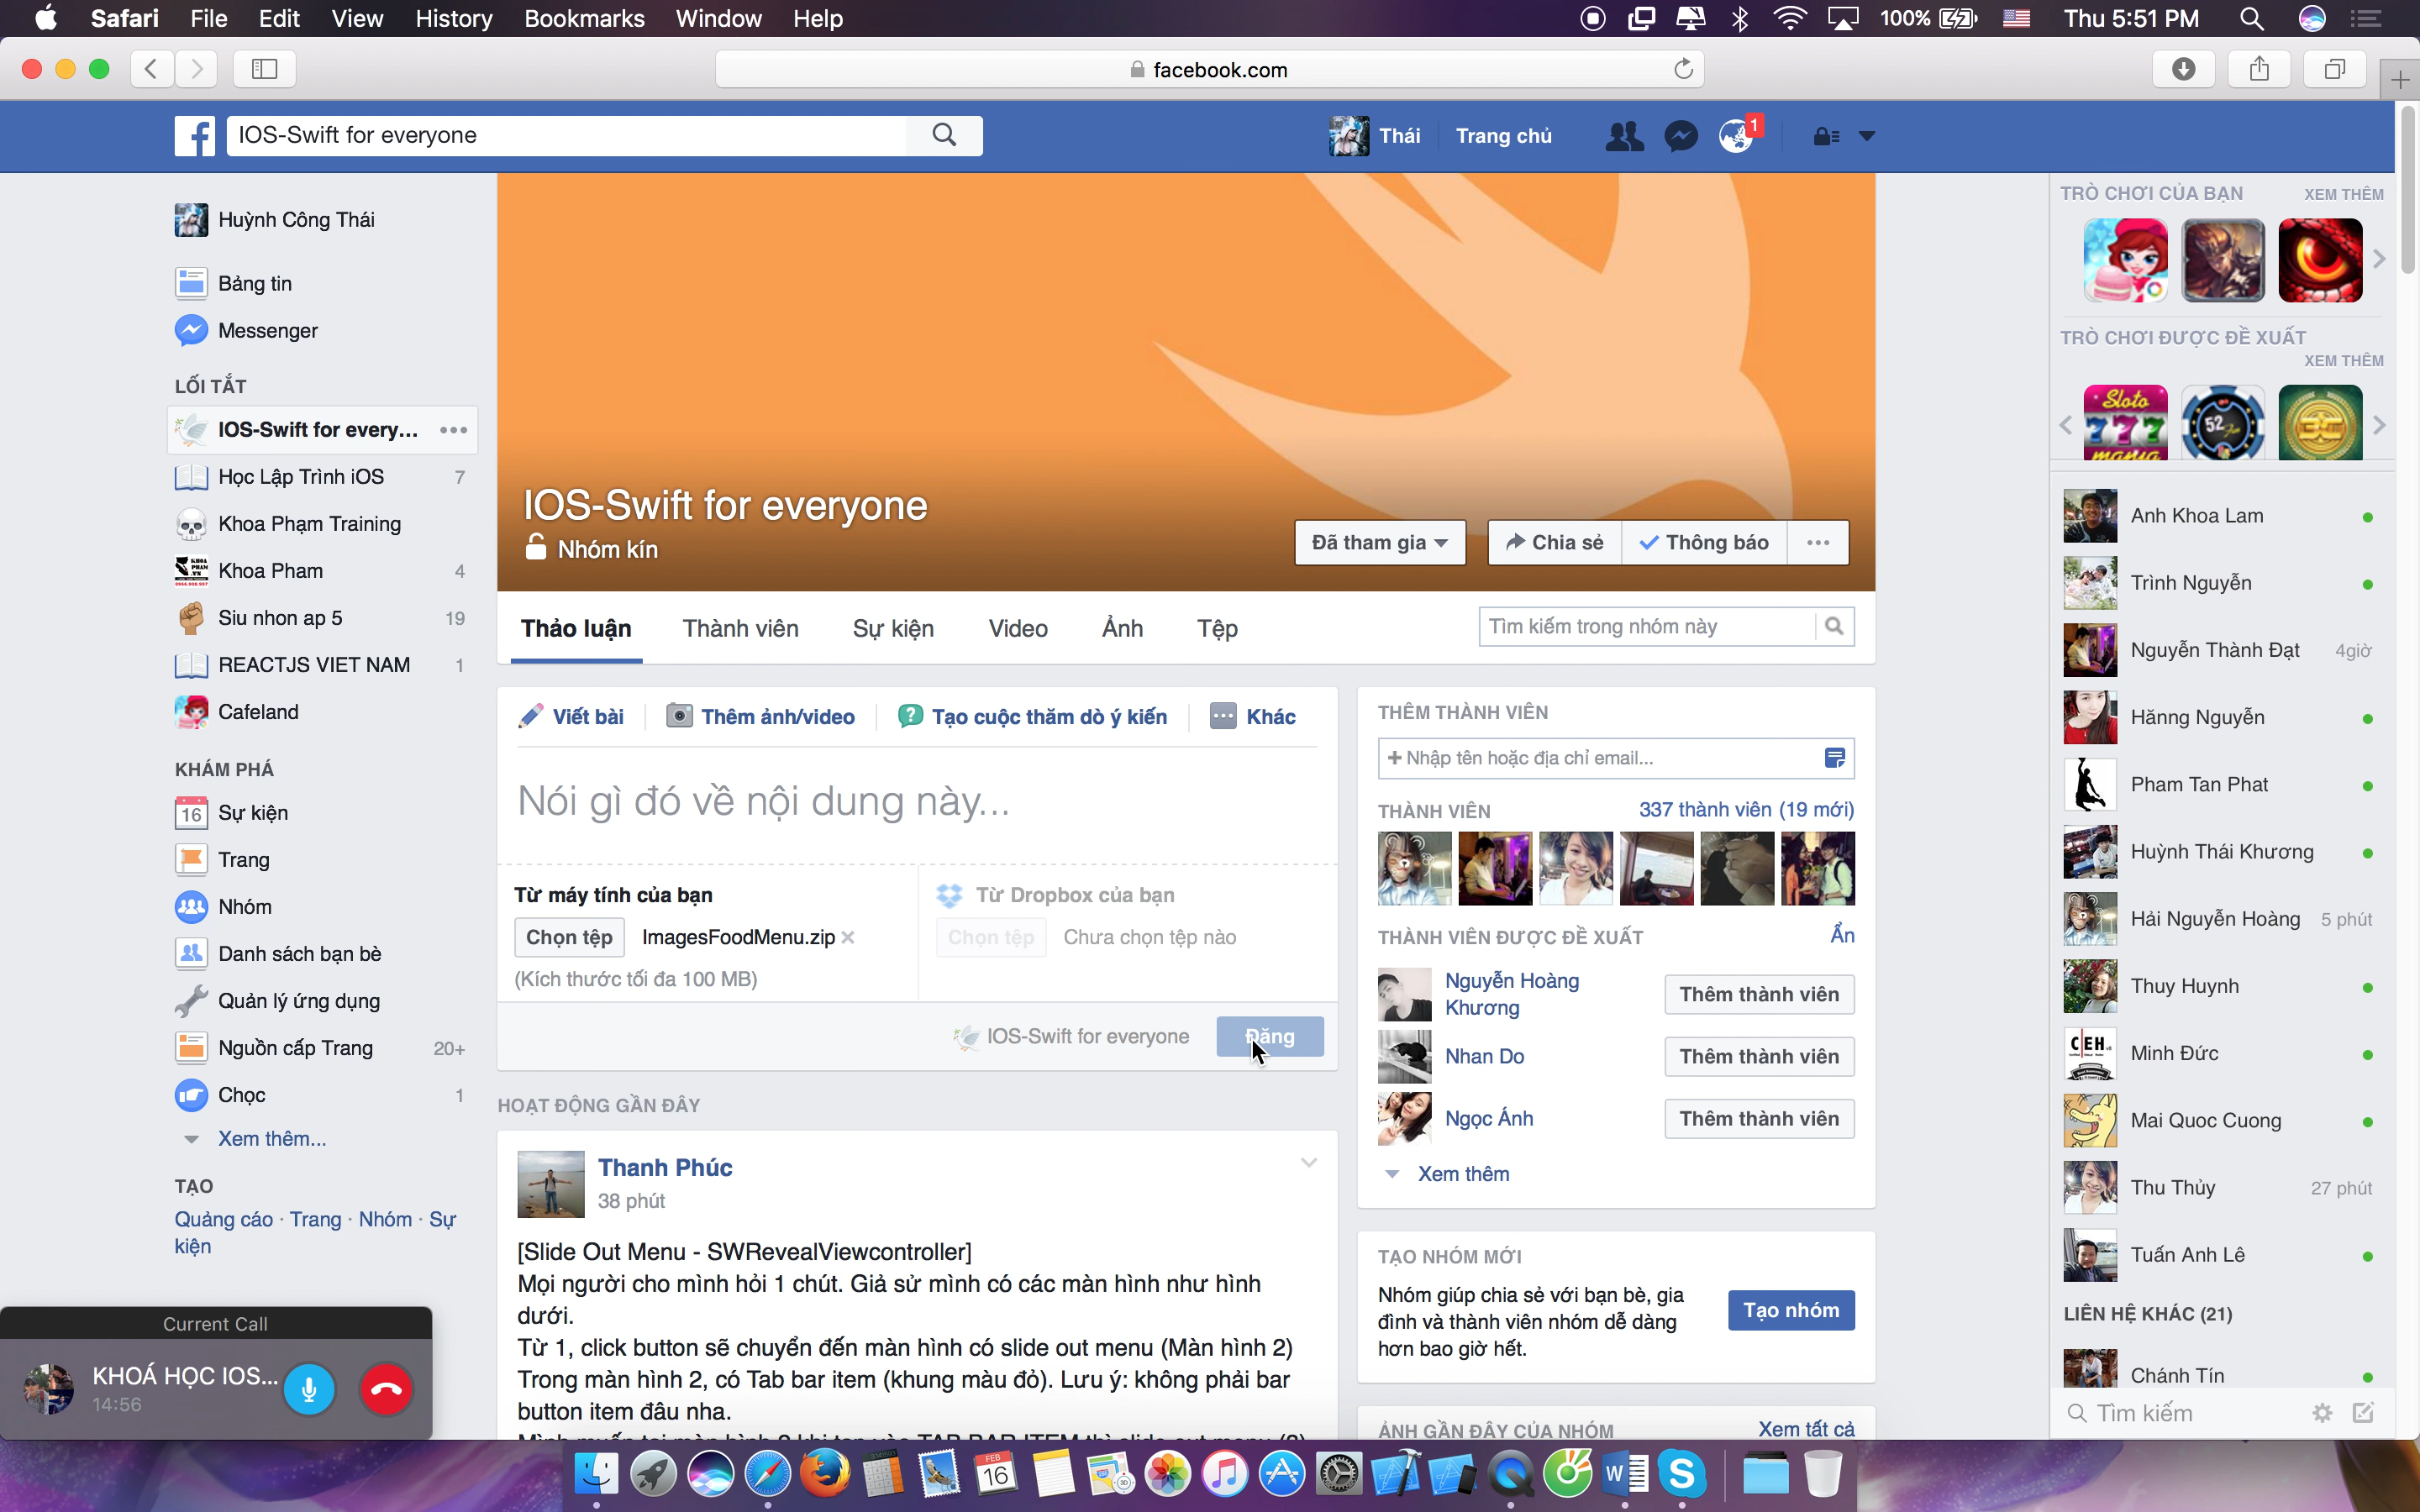 Safari File Edit View History Bookmarks Window Help
100% Thu 5:51 PM
facebook.com
IOS-Swift for everyone
Thái Trang chủ 1
Huỳnh Công Thái
Bảng tin
Messenger
LỐI TẮT
IOS-Swift for every...
Học Lập Trình iOS 7
Khoa Phạm Training
Khoa Pham 4
Siu nhon ap 5 19
REACTJS VIET NAM 1
Cafeland
KHÁM PHÁ
16 Sự kiện
Trang
Nhóm
Danh sách bạn bè
Quản lý ứng dụng
Nguồn cấp Trang 20+
Chọc 1
Xem thêm...
TẠO
Quảng cáo · Trang · Nhóm · Sự
kiện
Current Call
KHOÁ HỌC IOS...
14:56
IOS-Swift for everyone
Nhóm kín
Đã tham gia Chia sẻ Thông báo
Thảo luận Thành viên Sự kiện Video Ảnh Tệp
Tìm kiếm trong nhóm này
Viết bài Thêm ảnh/video Tạo cuộc thăm dò ý kiến Khác
Nói gì đó về nội dung này...
Từ máy tính của bạn
Chọn tệp ImagesFoodMenu.zip
(Kích thước tối đa 100 MB)
Từ Dropbox của bạn
Chọn tệp Chưa chọn tệp nào
IOS-Swift for everyone Đăng
HOẠT ĐỘNG GẦN ĐÂY
Thanh Phúc
38 phút
[Slide Out Menu - SWRevealViewcontroller]
Mọi người cho mình hỏi 1 chút. Giả sử mình có các màn hình như hình
dưới.
Từ 1, click button sẽ chuyển đến màn hình có slide out menu (Màn hình 2)
Trong màn hình 2, có Tab bar item (khung màu đỏ). Lưu ý: không phải bar
button item đâu nha.
THÊM THÀNH VIÊN
Nhập tên hoặc địa chỉ email...
THÀNH VIÊN 337 thành viên (19 mới)
THÀNH VIÊN ĐƯỢC ĐỀ XUẤT Ẩn
Nguyễn Hoàng
Khương
Thêm thành viên
Nhan Do Thêm thành viên
Ngọc Ánh Thêm thành viên
Xem thêm
TẠO NHÓM MỚI
Nhóm giúp chia sẻ với bạn bè, gia
đình và thành viên nhóm dễ dàng
hơn bao giờ hết.
Tạo nhóm
ẢNH GẦN ĐÂY CỦA NHÓM Xem tất cả
TRÒ CHƠI CỦA BẠN XEM THÊM
TRÒ CHƠI ĐƯỢC ĐỀ XUẤT
XEM THÊM
Sloto
777
mania
52
Anh Khoa Lam
Trình Nguyễn
Nguyễn Thành Đạt 4giờ
Hằnng Nguyễn
Pham Tan Phat
Huỳnh Thái Khương
Hải Nguyễn Hoàng 5 phút
Thuy Huynh
CEH
Minh Đức
Mai Quoc Cuong
Thu Thủy 27 phút
Tuấn Anh Lê
LIÊN HỆ KHÁC (21)
Chánh Tín
Tìm kiếm
FEB
16
W
S